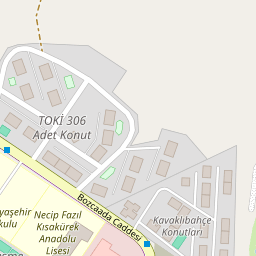 TOKİ 306
Adet Konut
Bozcaada Caddesi
Kavaklıbahçe
Konutları
Necip Fazıl
Kısakürek
Anadolu
Lisesi